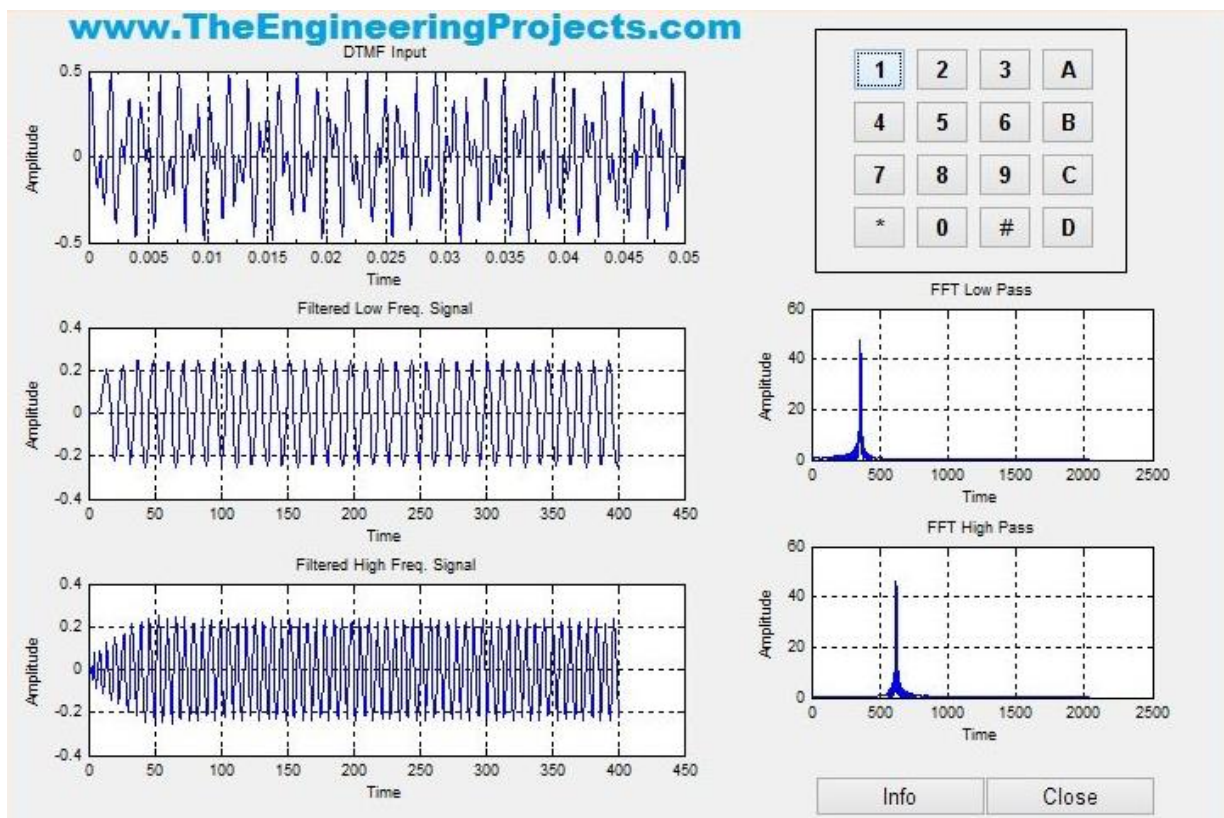 www.TheEngineeringProjects.com
DTMF Input
Amplitude
0.5
0
-0.5
0 0.005 0.01 0.015 0.02 0.025 0.03 0.035 0.04 0.045 0.05
Time
1 2 3 A
4 5 6 B
7 8 9 C
* 0 # D
Filtered Low Freq. Signal
Amplitude
0.4
0.2
0
-0.2
-0.4
0 50 100 150 200 250 300 350 400 450
Time
FFT Low Pass
Amplitude
60
40
20
0
0 500 1000 1500 2000 2500
Time
Filtered High Freq. Signal
Amplitude
0.4
0.2
0
-0.2
-0.4
0 50 100 150 200 250 300 350 400 450
Time
FFT High Pass
Amplitude
60
40
20
0
0 500 1000 1500 2000 2500
Time
Info Close